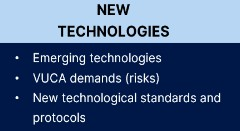 NEW
TECHNOLOGIES
• Emerging technologies
• VUCA demands (risks)
• New technological standards and
protocols